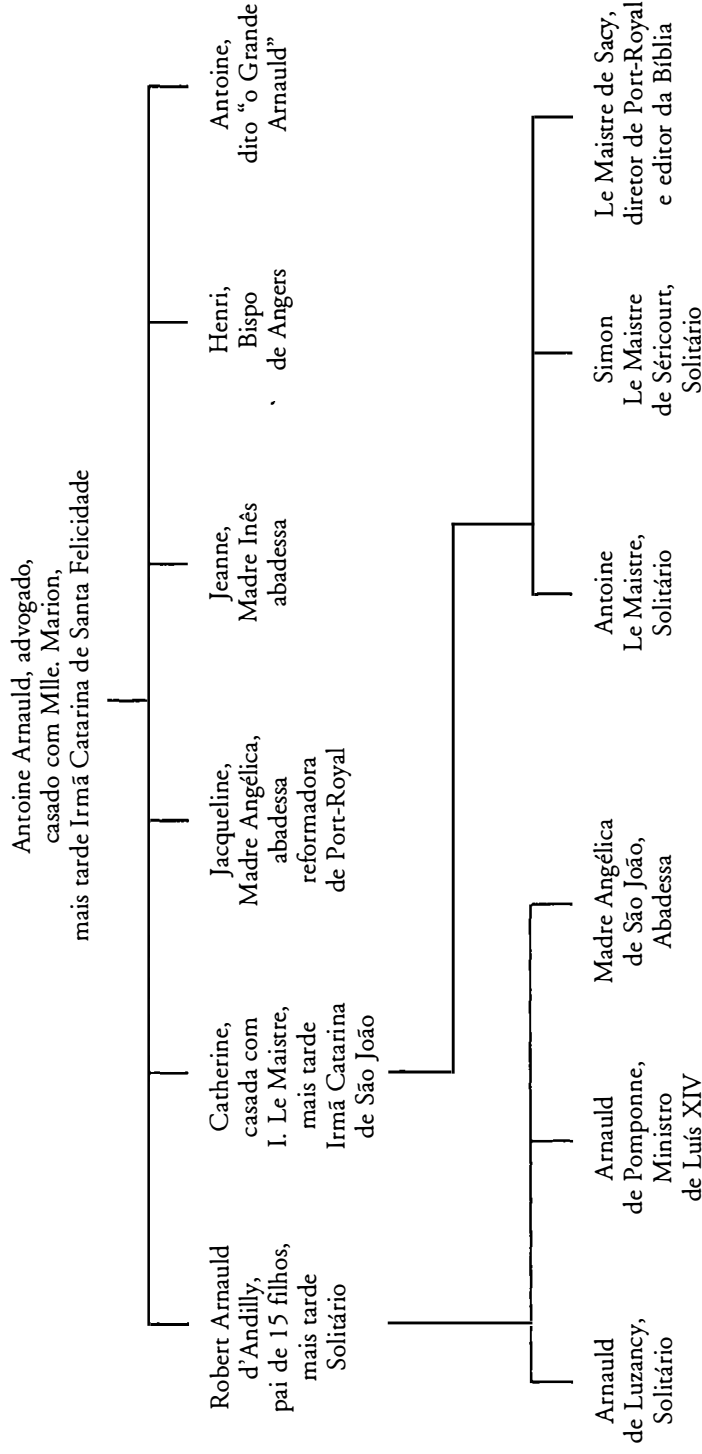 Antoine Arnauld, advogado,
casado com Mlle. Marion,
mais tarde Irmã Catarina de Santa Felicidade
Robert Arnauld
d'Andilly,
pai de 15 filhos,
mais tarde
Solitário
Catherine,
casada com
I. Le Maistre,
mais tarde
Irmã Catarina
de São João
Jacqueline,
Madre Angélica,
abadessa
reformadora
de Port-Royal
Jeanne,
Madre Inês
abadessa
Henri,
Bispo
de Angers
Antoine,
dito “o Grande
Arnauld”
Arnauld
de Luzancy,
Solitário
Arnauld
de Pomponne,
Ministro
de Luís XIV
Madre Angélica
de São João,
Abadessa
Antoine
Le Maistre,
Solitário
Simon
Le Maistre
de Séricourt,
Solitário
Le Maistre de Sacy,
diretor de Port-Royal
e editor da Bíblia